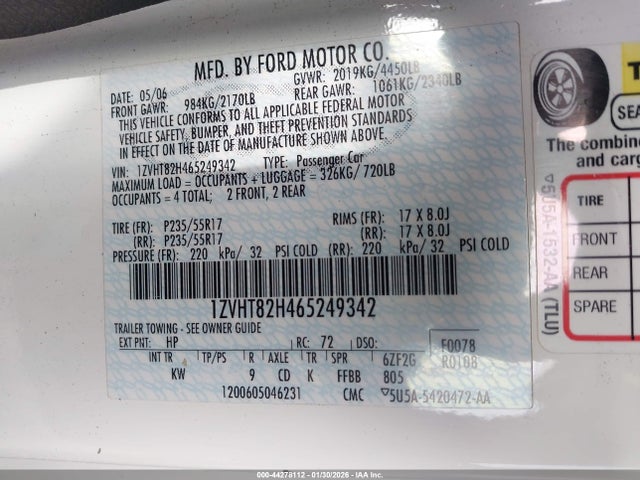 MFD. BY FORD MOTOR CO.
DATE: 05/06 GVWR: 2019KG/4450LB
FRONT GAWR: 984KG/2170LB REAR GAWR: 1061KG/2340LB
THIS VEHICLE CONFORMS TO ALL APPLICABLE FEDERAL MOTOR
VEHICLE SAFETY, BUMPER, AND THEFT PREVENTION STANDARDS
IN EFFECT ON THE DATE OF MANUFACTURE SHOWN ABOVE.
VIN: 1ZVHT82H465249342 TYPE: Passenger Car
MAXIMUM LOAD = OCCUPANTS + LUGGAGE = 326KG/720LB
OCCUPANTS = 4 TOTAL; 2 FRONT, 2 REAR
TIRE (FR): P235/55R17 RIMS (FR): 17 X 8.0J
(RR): P235/55R17 (RR): 17 X 8.0J
PRESSURE (FR): 220 kPa/ 32 PSI COLD (RR): 220 kPa/ 32 PSI COLD
1ZVHT82H465249342
TRAILER TOWING - SEE OWNER GUIDE
EXT PNT: HP RC: 72 DSO: F0078
INT TR TP/PS R AXLE TR SPR 6ZF2G R0108
KW 9 CD K FFBB 805
1200605046231 CMC ▽5U5A-5420472-AA
T
SEA
The combine
and carg
▽5U5A-1532-AA (TLU)
TIRE
FRONT
REAR
SPARE
000-44278112 - 01/30/2026 - IAAI.com